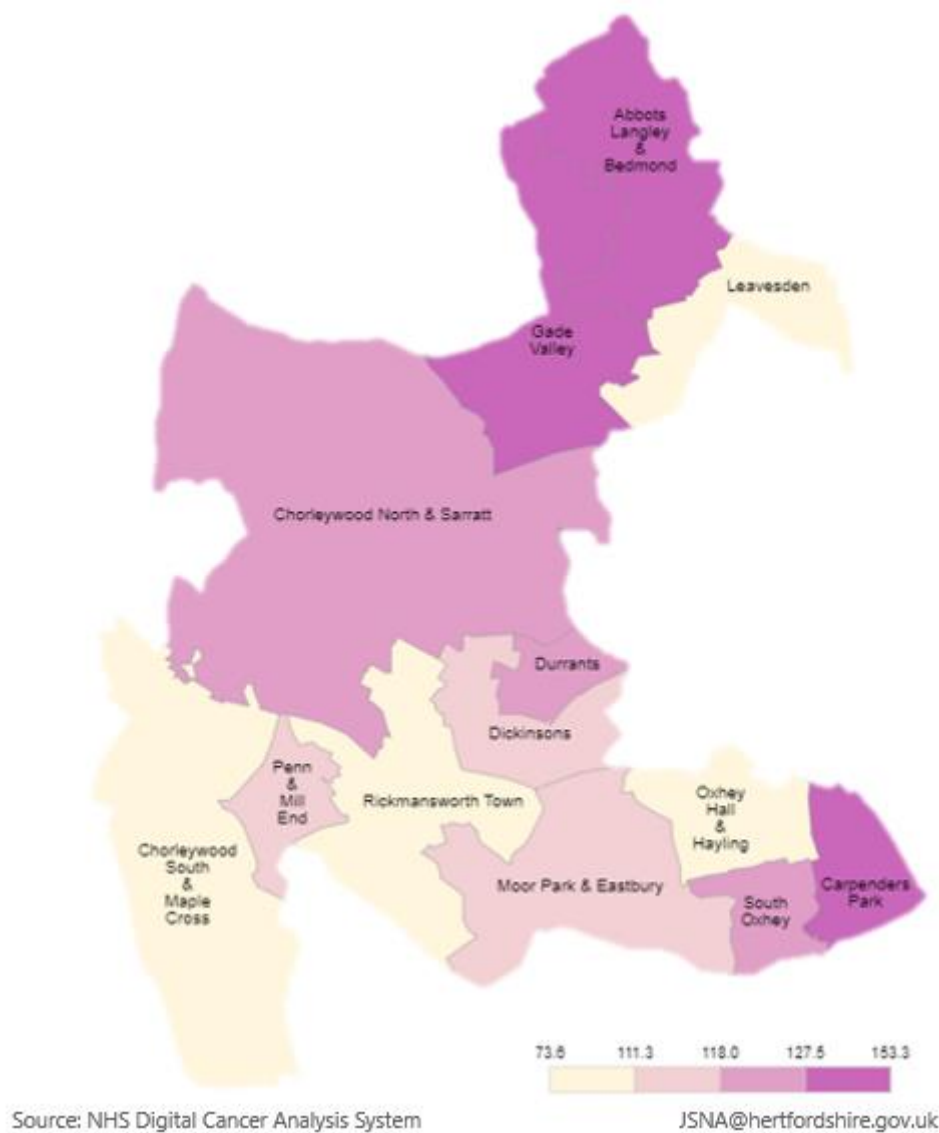 Abbots
Langley
&
Bedmond
Leavesden
Gade
Valley
Chorleywood North & Sarratt
Durrants
Dickinsons
Penn
&
Mill
End
Rickmansworth Town
Oxhey
Hall
&
Hayling
Chorleywood
South
&
Maple
Cross
Moor Park & Eastbury
South
Oxhey
Carpenders
Park
73.6 111.3 118.0 127.5 153.3
Source: NHS Digital Cancer Analysis System JSNA@hertfordshire.gov.uk